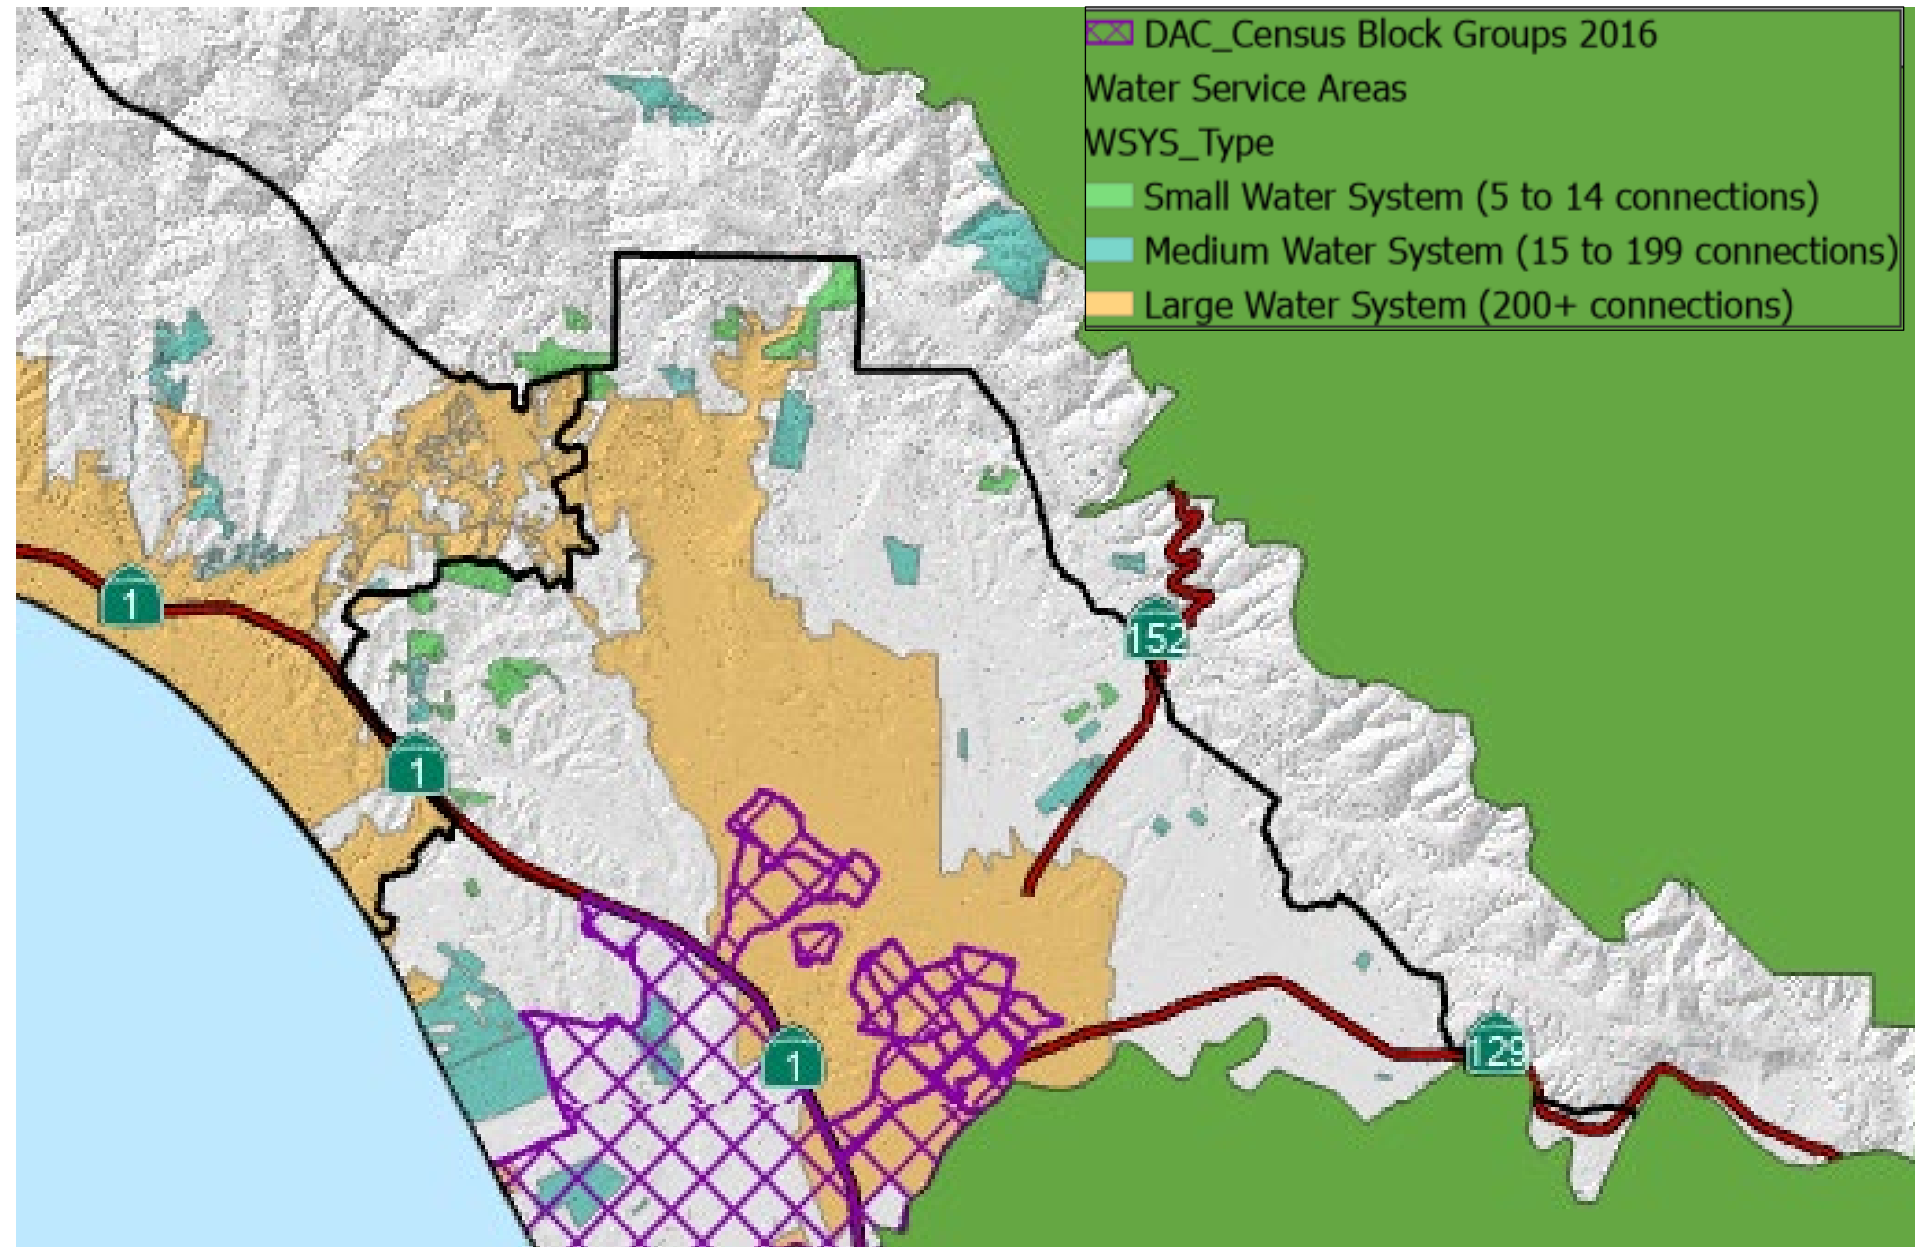 DAC_Census Block Groups 2016
Water Service Areas
WSYS_Type
Small Water System (5 to 14 connections)
Medium Water System (15 to 199 connections)
Large Water System (200+ connections)
1
152
1
129
1